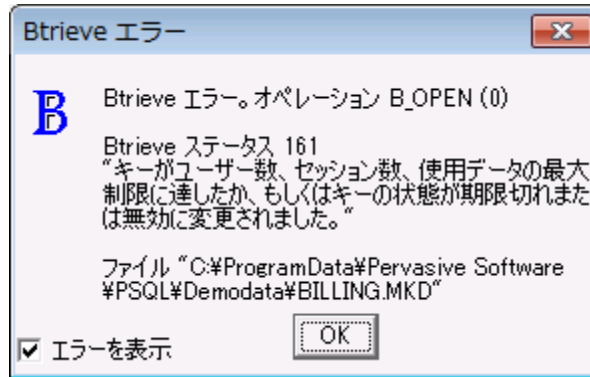 Btrieve エラー
B
Btrieve エラー。オペレーション B_OPEN (0)
Btrieve ステータス 161
"キーがユーザー数、セッション数、使用データの最大
制限に達したか、もしくはキーの状態が期限切れまた
は無効に変更されました。"
ファイル "C:¥ProgramData¥Pervasive Software
¥PSQL¥Demodata¥BILLING.MKD"
OK
エラーを表示